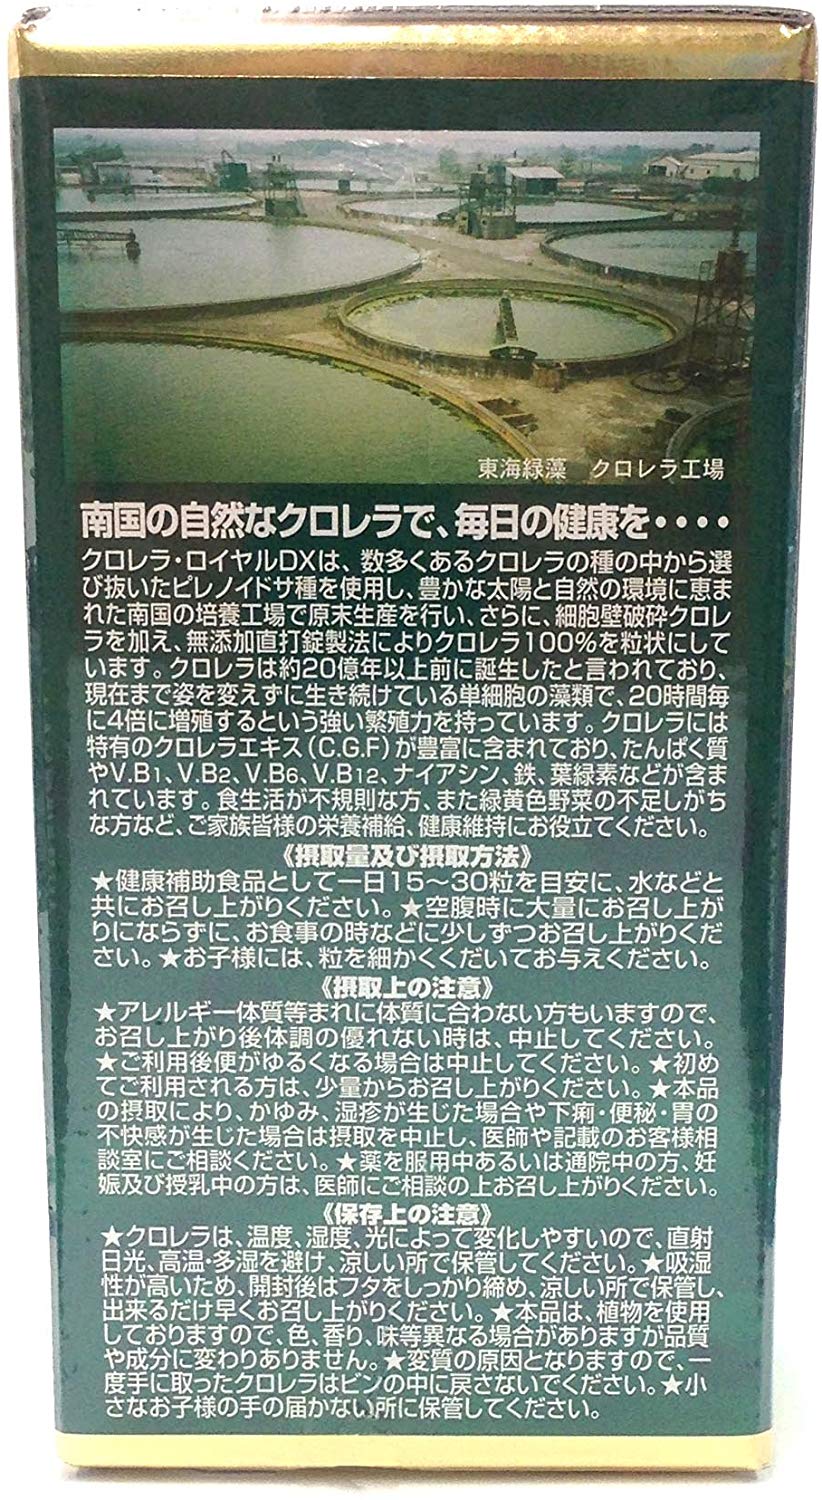 東海緑藻　クロレラ工場
南国の自然なクロレラで、毎日の健康を・・・・
クロレラ・ロイヤルDXは、数多くあるクロレラの種の中から選
び抜いたピレノイドサ種を使用し、豊かな太陽と自然の環境に恵ま
れた南国の培養工場で原末生産を行い、さらに、細胞壁破砕クロレ
ラを加え、無添加直打錠製法によりクロレラ100%を粒状にして
います。クロレラは約20億年以上前に誕生したと言われており、
現在まで姿を変えずに生き続けている単細胞の藻類で、20時間毎
に4倍に増殖するという強い繁殖力を持っています。クロレラには
特有のクロレラエキス(C.G.F)が豊富に含まれており、たんぱく質
やV.B1、V.B2、V.B6、V.B12、ナイアシン、鉄、葉緑素などが含ま
れています。食生活が不規則な方、また緑黄色野菜の不足しがち
な方など、ご家族皆様の栄養補給、健康維持にお役立てください。
《摂取量及び摂取方法》
★健康補助食品として一日15〜30粒を目安に、水などと
共にお召し上がりください。★空腹時に大量にお召し上が
りにならずに、お食事の時などに少しずつお召し上がりくだ
さい。★お子様には、粒を細かくくだいてお与えください。
《摂取上の注意》
★アレルギー体質等まれに体質に合わない方もいますので、
お召し上がり後体調の優れない時は、中止してください。
★ご利用後便がゆるくなる場合は中止してください。★初め
てご利用される方は、少量からお召し上がりください。★本品
の摂取により、かゆみ、湿疹が生じた場合や下痢・便秘・胃の
不快感が生じた場合は摂取を中止し、医師や記載のお客様相
談室にご相談ください。★薬を服用中あるいは通院中の方、妊
娠及び授乳中の方は、医師にご相談の上お召し上がりください。
《保存上の注意》
★クロレラは、温度、湿度、光によって変化しやすいので、直射
日光、高温・多湿を避け、涼しい所で保管してください。★吸湿
性が高いため、開封後はフタをしっかり締め、涼しい所で保管し、
出来るだけ早くお召し上がりください。★本品は、植物を使用
しておりますので、色、香り、味等異なる場合がありますが品質
や成分に変わりありません。★変質の原因となりますので、一
度手に取ったクロレラはビンの中に戻さないでください。★小
さなお子様の手の届かない所に保管してください。